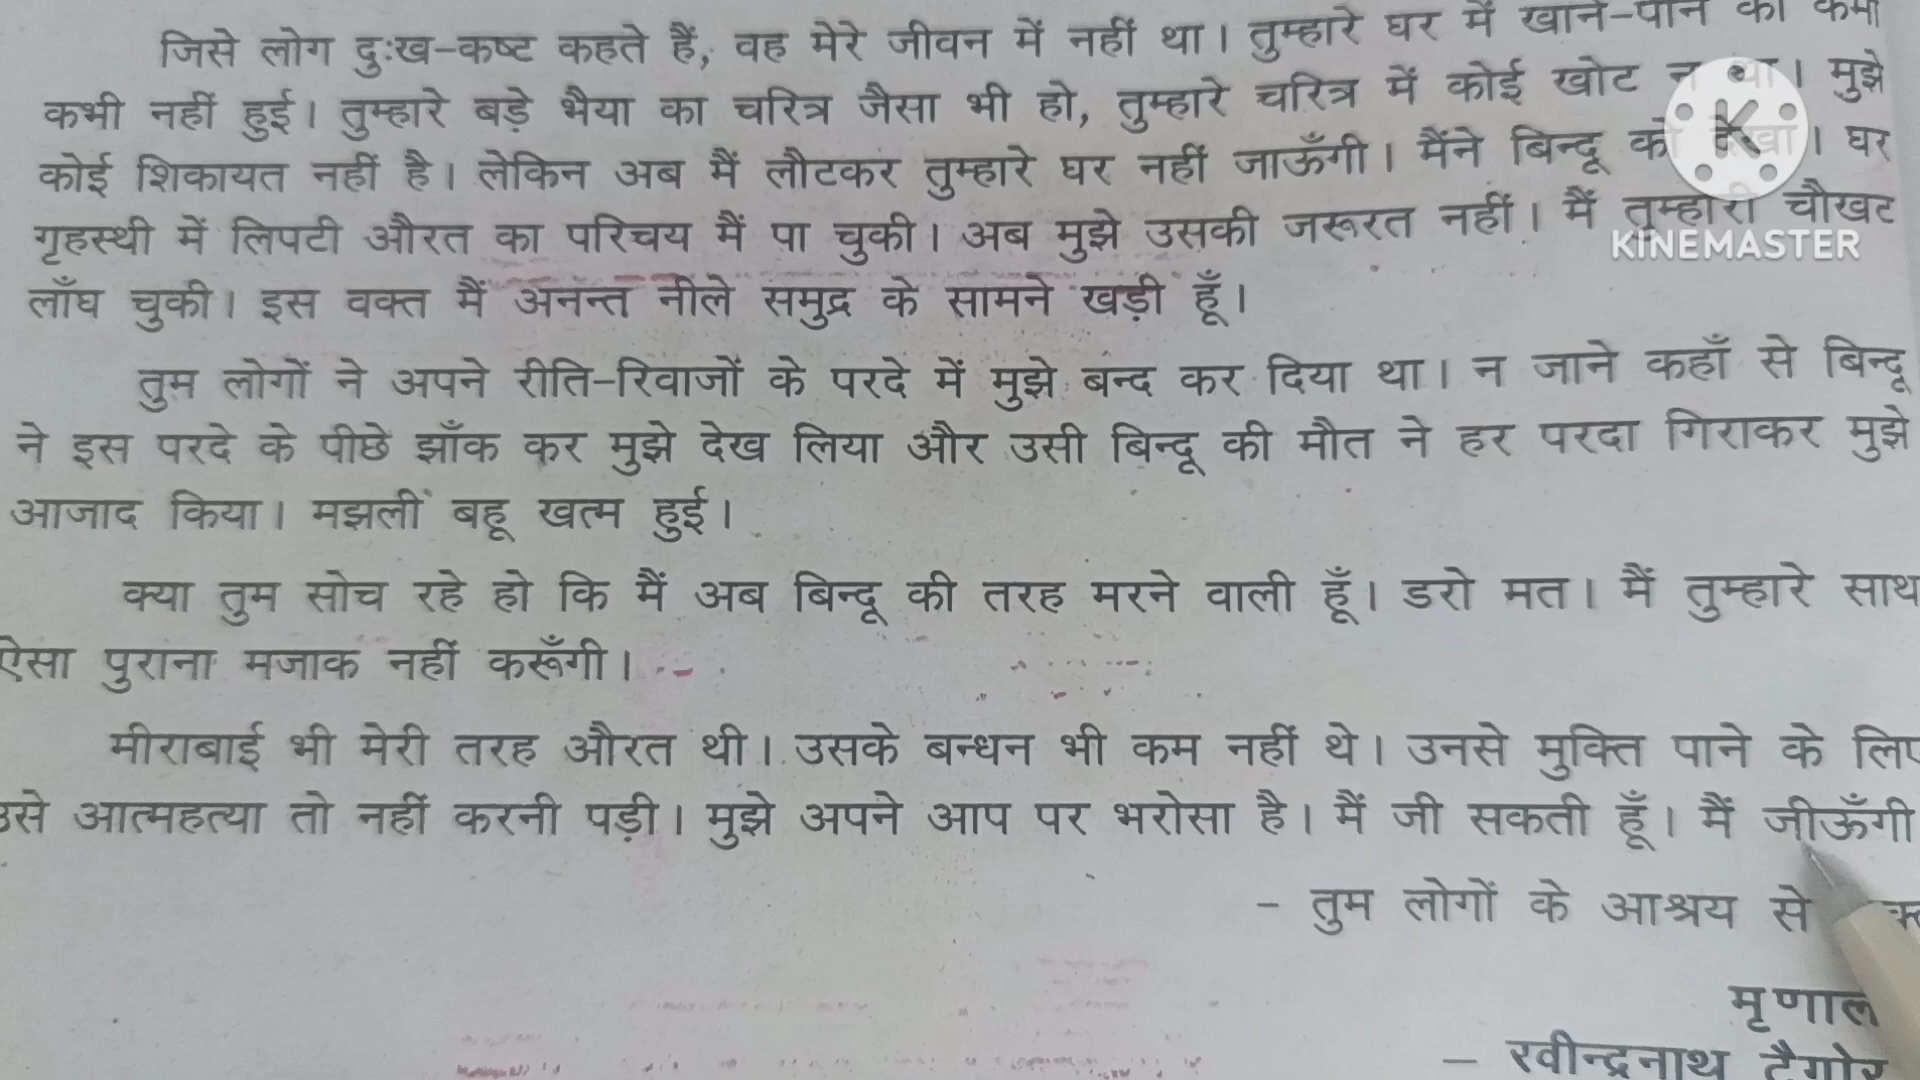 जिसे लोग दुःख-कष्ट कहते हैं, वह मेरे जीवन में नहीं था। तुम्हारे घर में खाने-पीने की कमी
कभी नहीं हुई। तुम्हारे बड़े भैया का चरित्र जैसा भी हो, तुम्हारे चरित्र में कोई खोट न था। मुझे
कोई शिकायत नहीं है। लेकिन अब मैं लौटकर तुम्हारे घर नहीं जाऊँगी। मैंने बिन्दू को देखा। घर
गृहस्थी में लिपटी औरत का परिचय मैं पा चुकी। अब मुझे उसकी जरूरत नहीं। मैं तुम्हारी चौखट
KINEMASTER
लाँघ चुकी। इस वक्त मैं अनन्त नीले समुद्र के सामने खड़ी हूँ।
तुम लोगों ने अपने रीति-रिवाजों के परदे में मुझे बन्द कर दिया था। न जाने कहाँ से बिन्दू
ने इस परदे के पीछे झाँक कर मुझे देख लिया और उसी बिन्दू की मौत ने हर परदा गिराकर मुझे
आजाद किया। मझली बहू खत्म हुई।
क्या तुम सोच रहे हो कि मैं अब बिन्दू की तरह मरने वाली हूँ। डरो मत। मैं तुम्हारे साथ
ऐसा पुराना मजाक नहीं करूँगी।
मीराबाई भी मेरी तरह औरत थी। उसके बन्धन भी कम नहीं थे। उनसे मुक्ति पाने के लिए
उसे आत्महत्या तो नहीं करनी पड़ी। मुझे अपने आप पर भरोसा है। मैं जी सकती हूँ। मैं जीऊँगी
- तुम लोगों के आश्रय से
मृणाल
- रवीन्द्रनाथ टैगोर